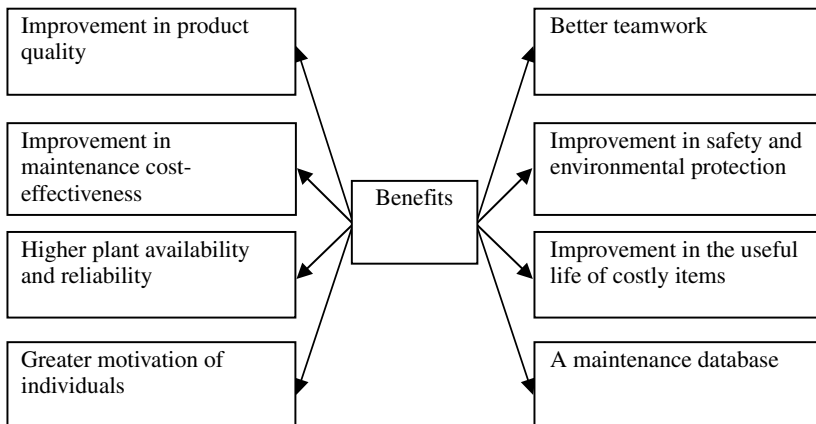 Improvement in product
quality
Improvement in
maintenance cost-
effectiveness
Higher plant availability
and reliability
Greater motivation of
individuals
Benefits
Better teamwork
Improvement in safety and
environmental protection
Improvement in the useful
life of costly items
A maintenance database